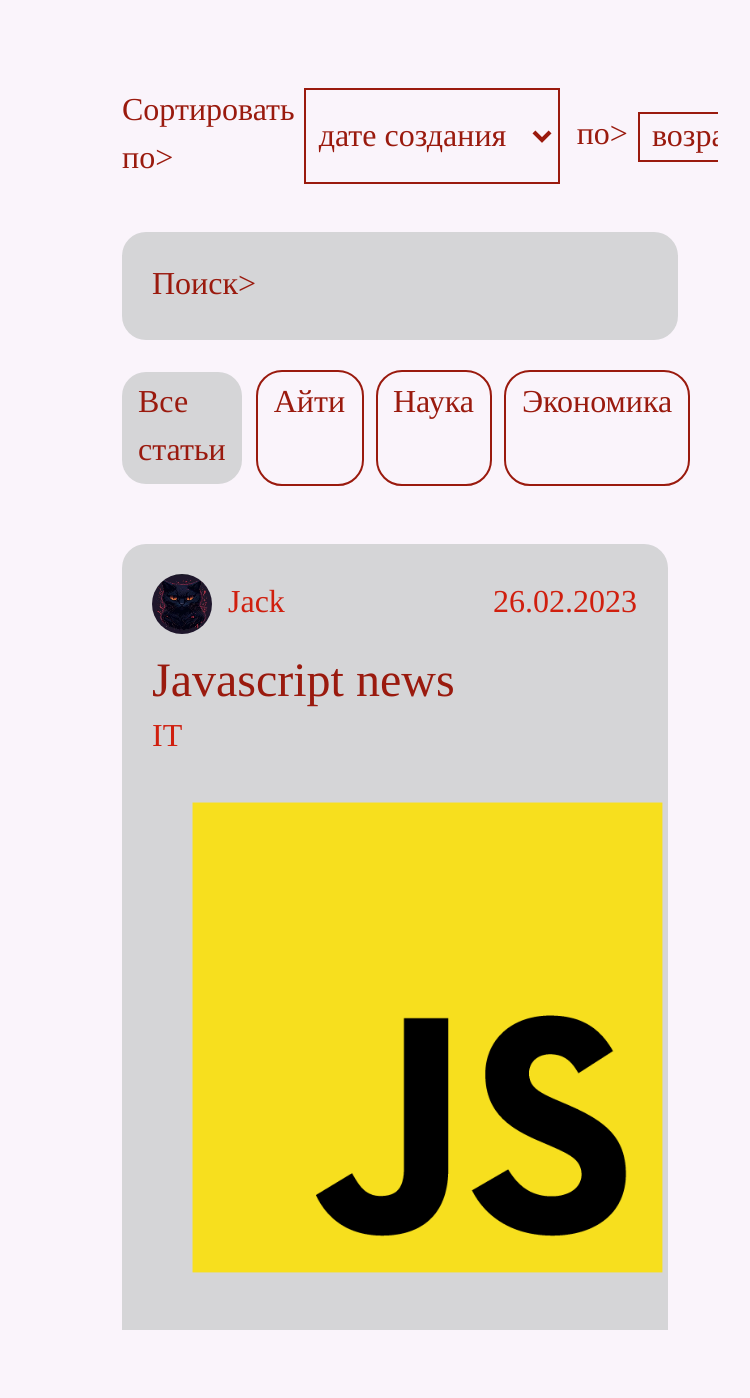 Сортировать по> дате создания по> возра
Поиск>
Все статьи Айти Наука Экономика
Jack 26.02.2023
Javascript news
IT
JS